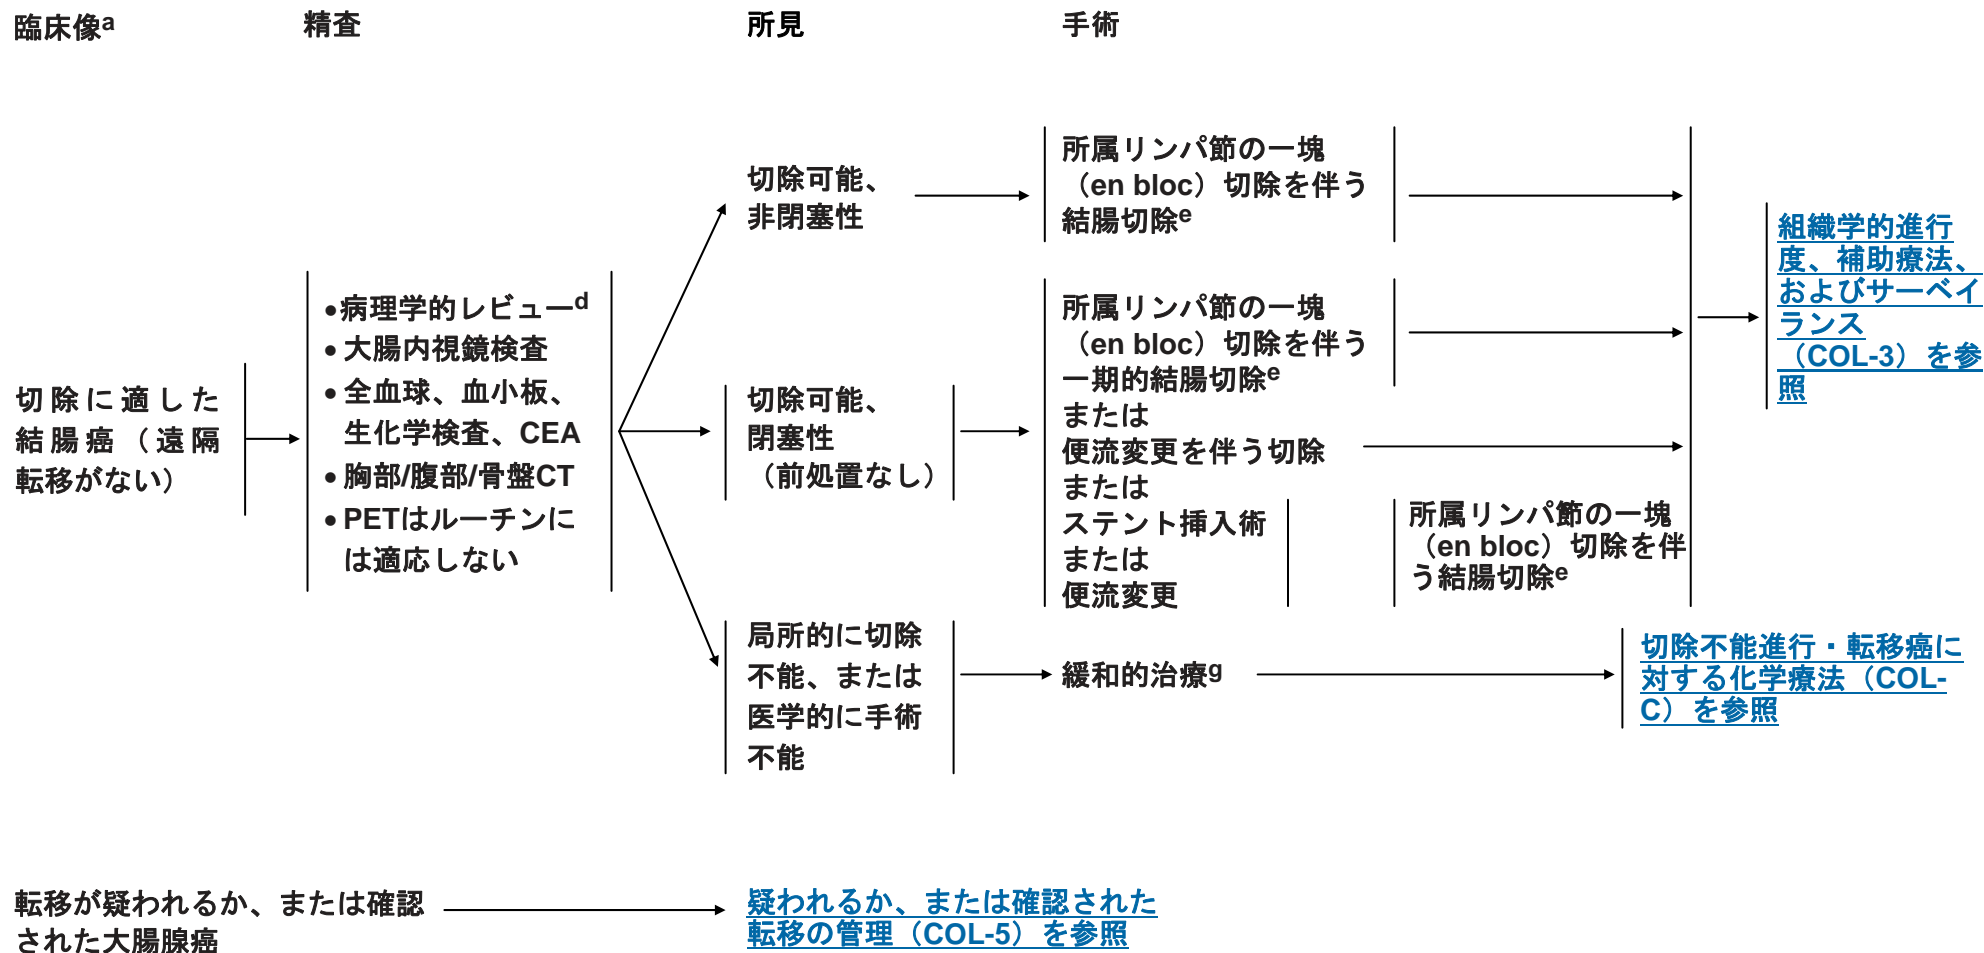 臨床像a
精査
所見
手術
切除に適した
結腸癌（遠隔
転移がない）
•病理学的レビューd
• 大腸内視鏡検査
• 全血球、血小板、
生化学検査、CEA
• 胸部/腹部/骨盤CT
• PETはルーチンに
は適応しない
切除可能、
非閉塞性
所属リンパ節の一塊
（en bloc）切除を伴う
結腸切除e
切除可能、
閉塞性
（前処置なし）
所属リンパ節の一塊
（en bloc）切除を伴う
一期的結腸切除e
または
便流変更を伴う切除
または
ステント挿入術
または
便流変更
所属リンパ節の一塊
（en bloc）切除を伴
う結腸切除e
組織学的進行
度、補助療法、
およびサーベイ
ランス
（COL-3）を参
照
局所的に切除
不能、または
医学的に手術
不能
緩和的治療g
切除不能進行・転移癌に
対する化学療法（COL-
C）を参照
転移が疑われるか、または確認
された大腸腺癌
疑われるか、または確認された
転移の管理（COL-5）を参照